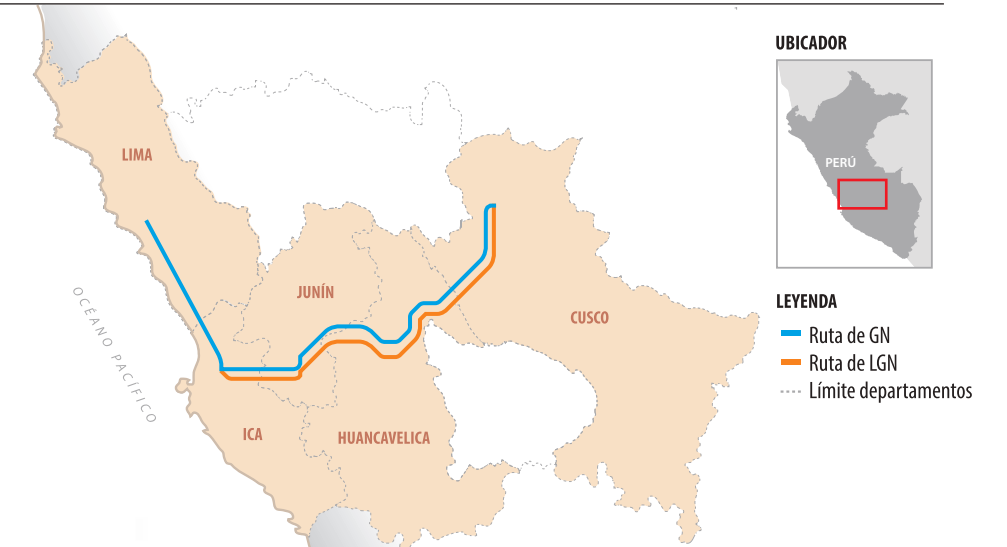 UBICADOR
PERÚ
LIMA
JUNÍN
CUSCO
ICA
HUANCAVELICA
OCÉANO PACÍFICO
LEYENDA
Ruta de GN
Ruta de LGN
Límite departamentos